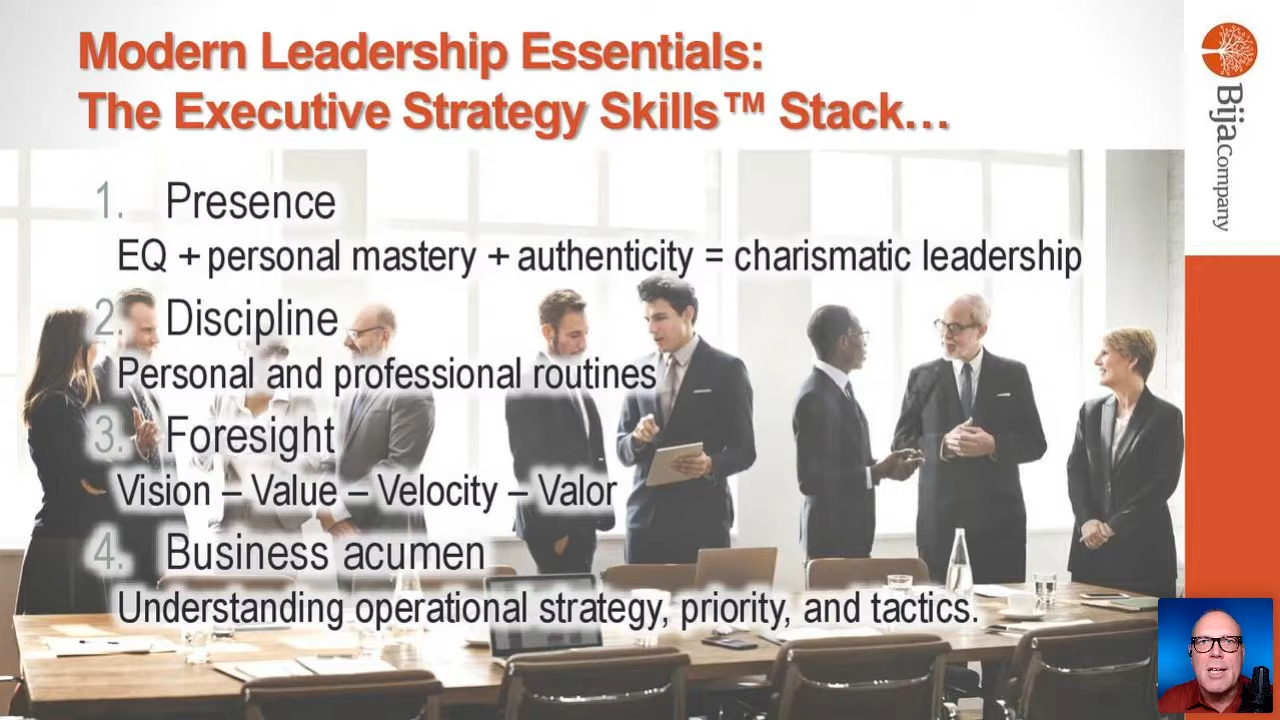 Modern Leadership Essentials:
The Executive Strategy Skills™ Stack…
1. Presence
EQ + personal mastery + authenticity = charismatic leadership
2. Discipline
Personal and professional routines
3. Foresight
Vision – Value – Velocity – Valor
4. Business acumen
Understanding operational strategy, priority, and tactics.
Bija Company